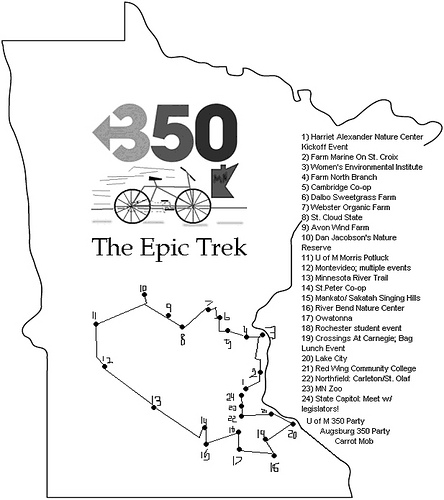 350
MN
The Epic Trek
1) Harriet Alexander Nature Center
Kickoff Event
2) Farm Marine On St. Croix
3) Women's Environmental Institute
4) Farm North Branch
5) Cambridge Co-op
6) Dalbo Sweetgrass Farm
7) Webster Organic Farm
8) St. Cloud State
9) Avon Wind Farm
10) Dan Jacobson's Nature
Reserve
11) U of M Morris Potluck
12) Montevideo; multiple events
13) Minnesota River Trail
14) St.Peter Co-op
15) Mankato/ Sakatah Singing Hills
16) River Bend Nature Center
17) Owatonna
18) Rochester student event
19) Crossings At Carnegie; Bag
Lunch Event
20) Lake City
21) Red Wing Community College
22) Northfield: Carleton/St. Olaf
23) MN Zoo
24) State Capitol: Meet w/
legislators!
U of M 350 Party
Augsburg 350 Party
Carrot Mob
10
9
7
6
11
8
5
4
12
2
1
24
23
22
13
14
20
19
17